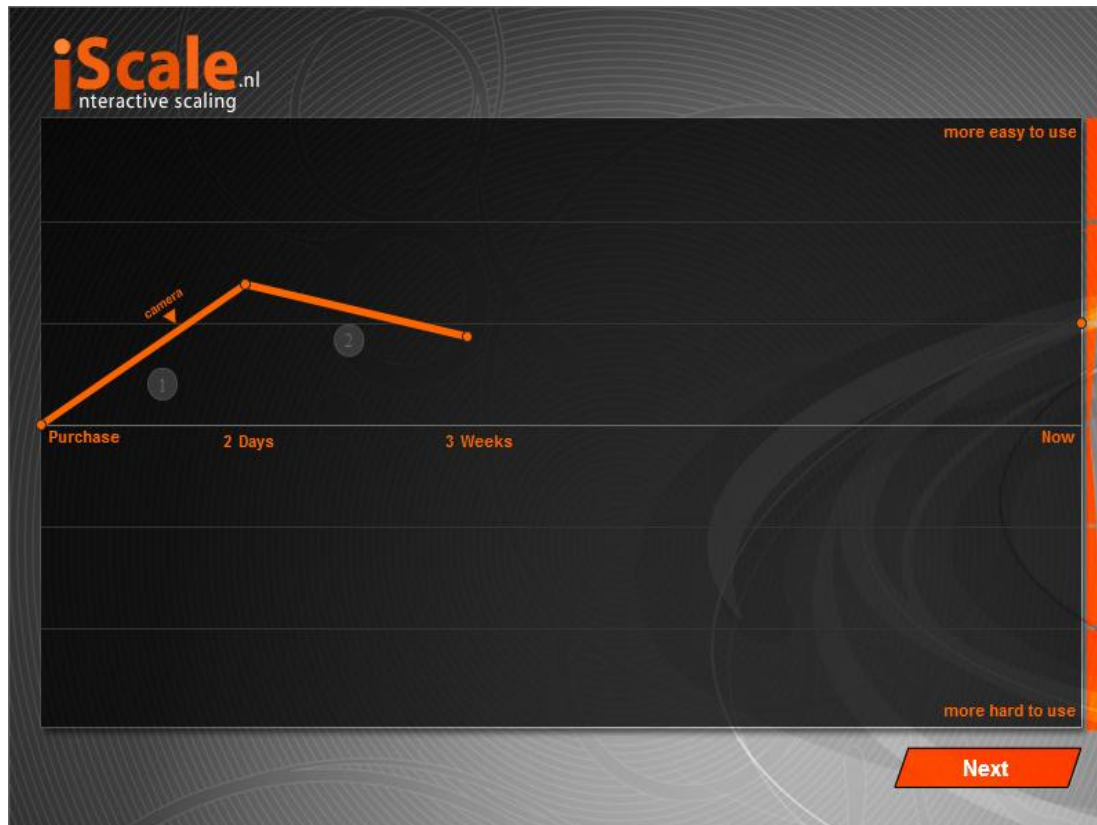 iScale.nl
nteractive scaling
more easy to use
camera
1
2
Purchase
2 Days
3 Weeks
Now
more hard to use
Next